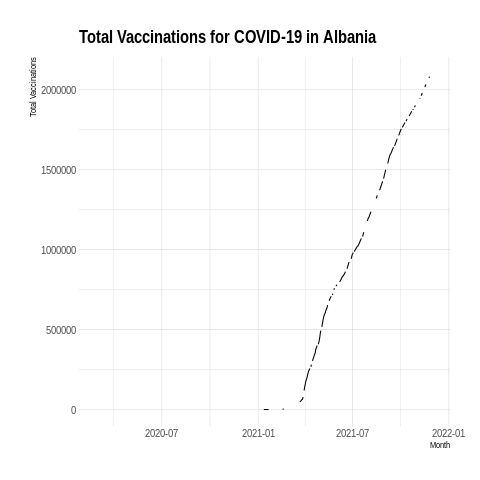 Total Vaccinations for COVID-19 in Albania
Total Vaccinations
2000000
1500000
1000000
500000
0
2020-07 2021-01 2021-07 2022-01
Month